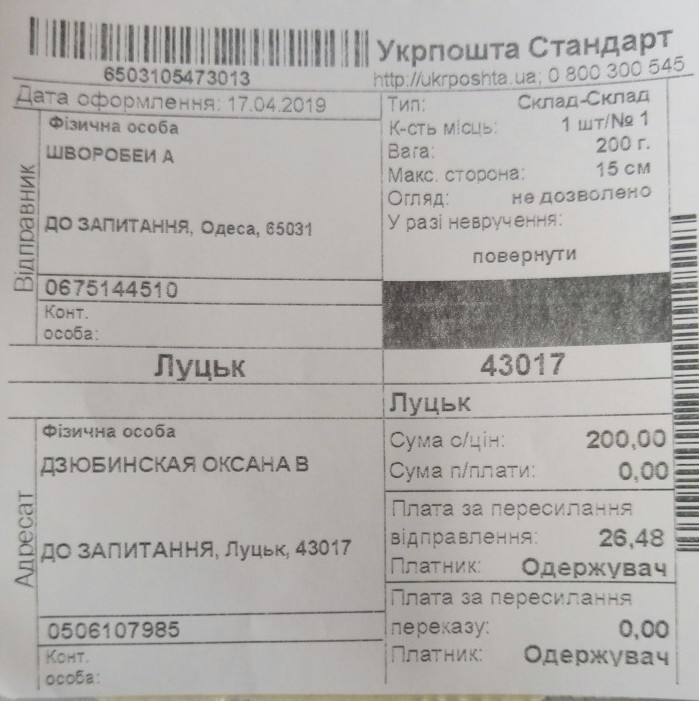 6503105473013
Укрпошта Стандарт
http://ukrposhta.ua; 0 800 300 545
Дата оформлення: 17.04.2019
Відправник
Фізична особа
ШВОРОБЕИ А
ДО ЗАПИТАННЯ, Одеса, 65031
0675144510
Конт.
особа:
Тип: Склад-Склад
К-сть місць: 1 шт/№ 1
Вага: 200 г.
Макс. сторона: 15 см
Огляд: не дозволено
У разі невручення:
повернути
Луцьк 43017
Луцьк
Адресат
Фізична особа
ДЗЮБИНСКАЯ ОКСАНА В
ДО ЗАПИТАННЯ, Луцьк, 43017
0506107985
Конт.
особа:
Сума о/цін: 200,00
Сума п/плати: 0,00
Плата за пересилання
відправлення: 26,48
Платник: Одержувач
Плата за пересилання
переказу: 0,00
Платник: Одержувач